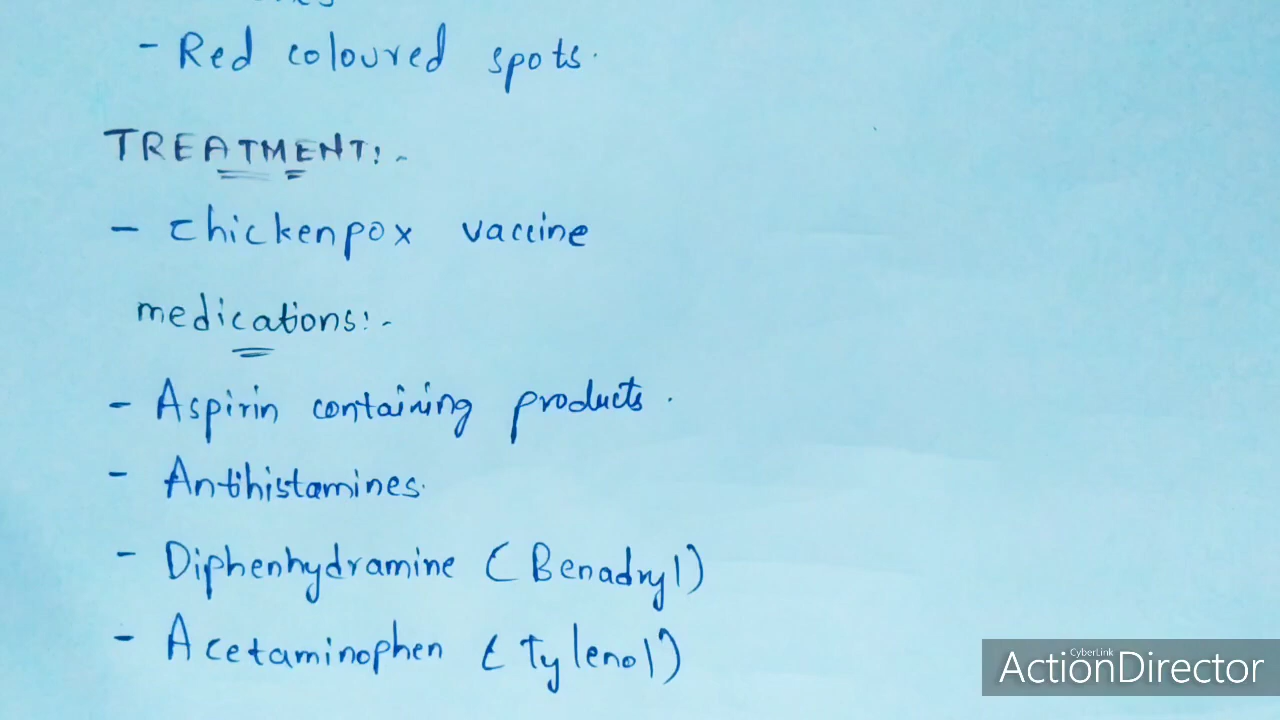 - Red coloured spots.
TREATMENT:-
- chickenpox vaccine
medications:-
- Aspirin containing products.
- Antihistamines.
- Diphenhydramine (Benadryl)
- Acetaminophen (Tylenol)
CyberLink
ActionDirector